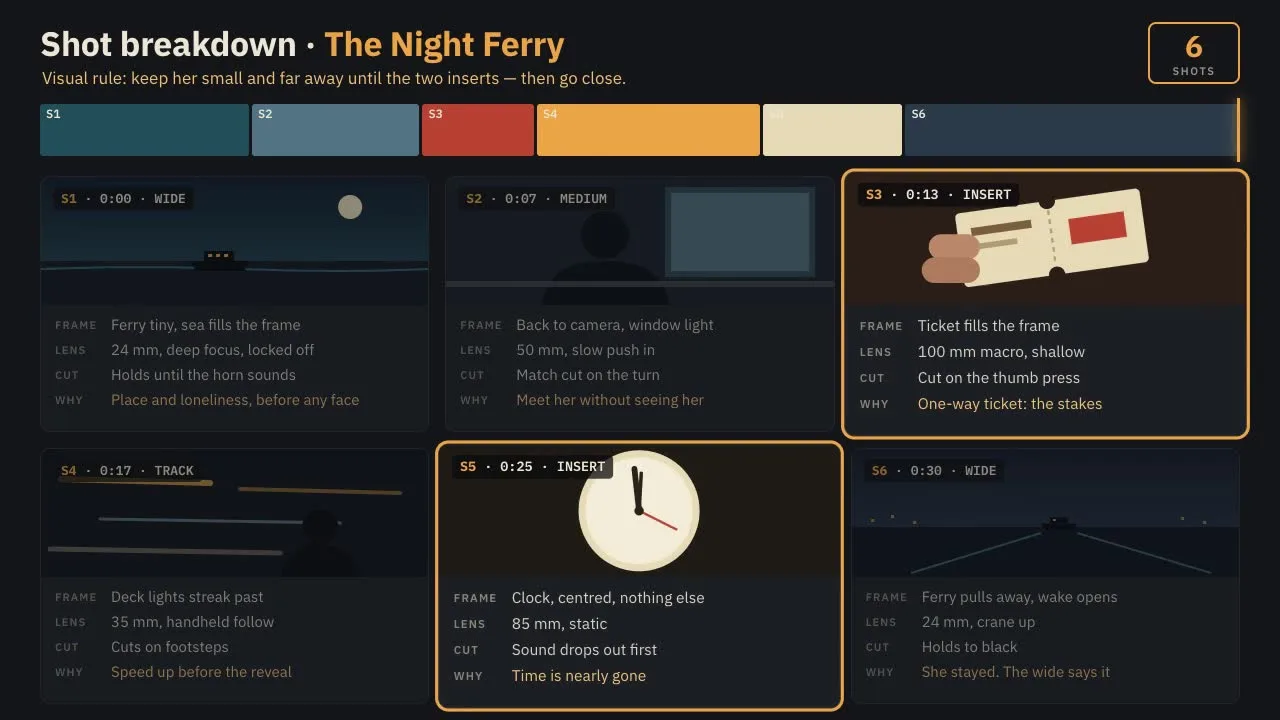 Shot breakdown · The Night Ferry
Visual rule: keep her small and far away until the two inserts — then go close.
6
SHOTS
S1
S2
S3
S4
S5
S6
S1 · 0:00 · WIDE
FRAME Ferry tiny, sea fills the frame
LENS 24 mm, deep focus, locked off
CUT Holds until the horn sounds
WHY Place and loneliness, before any face
S2 · 0:07 · MEDIUM
FRAME Back to camera, window light
LENS 50 mm, slow push in
CUT Match cut on the turn
WHY Meet her without seeing her
S3 · 0:13 · INSERT
FRAME Ticket fills the frame
LENS 100 mm macro, shallow
CUT Cut on the thumb press
WHY One-way ticket: the stakes
S4 · 0:17 · TRACK
FRAME Deck lights streak past
LENS 35 mm, handheld follow
CUT Cuts on footsteps
WHY Speed up before the reveal
S5 · 0:25 · INSERT
FRAME Clock, centred, nothing else
LENS 85 mm, static
CUT Sound drops out first
WHY Time is nearly gone
S6 · 0:30 · WIDE
FRAME Ferry pulls away, wake opens
LENS 24 mm, crane up
CUT Holds to black
WHY She stayed. The wide says it